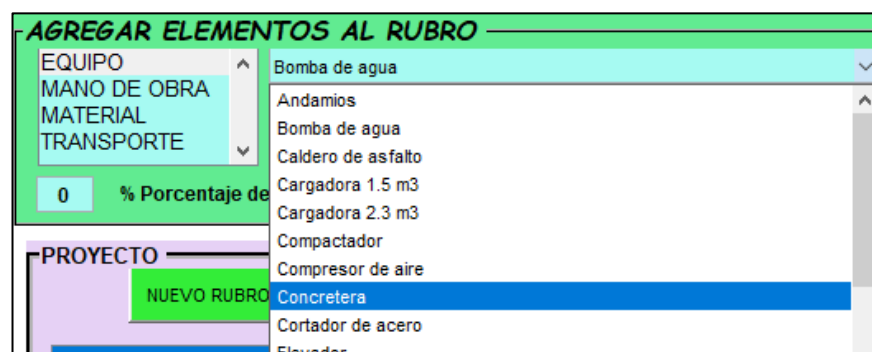 AGREGAR ELEMENTOS AL RUBRO
EQUIPO
MANO DE OBRA
MATERIAL
TRANSPORTE
Bomba de agua
Andamios
Bomba de agua
Caldero de asfalto
Cargadora 1.5 m3
Cargadora 2.3 m3
Compactador
Compresor de aire
Concretera
Cortador de acero
Elevador
0 % Porcentaje de
PROYECTO
NUEVO RUBRO